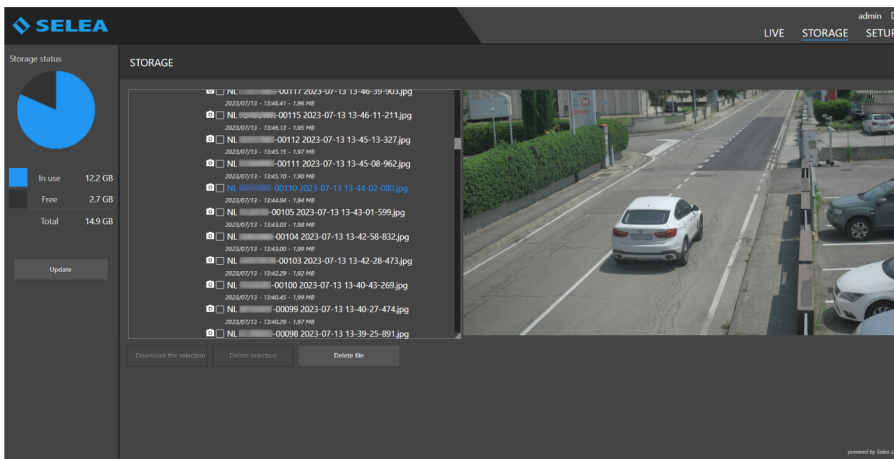 SELEA
admin
LIVE STORAGE SETUP
Storage status
In use 12.2 GB
Free 2.7 GB
Total 14.9 GB
Update
STORAGE
NL -00117 2023-07-13 13-46-39-903.jpg
2023/07/13 - 13:46.41 - 1.96 MB
NL -00115 2023-07-13 13-46-11-211.jpg
2023/07/13 - 13:46.13 - 1.95 MB
NL -00112 2023-07-13 13-45-13-327.jpg
2023/07/13 - 13:45.15 - 1.97 MB
NL -00111 2023-07-13 13-45-08-962.jpg
2023/07/13 - 13:45.10 - 1.90 MB
NL -00110 2023-07-13 13-44-02-080.jpg
2023/07/13 - 13:44.04 - 1.94 MB
NL -00105 2023-07-13 13-43-01-599.jpg
2023/07/13 - 13:43.03 - 1.98 MB
NL -00104 2023-07-13 13-42-58-832.jpg
2023/07/13 - 13:43.00 - 1.99 MB
NL -00103 2023-07-13 13-42-28-473.jpg
2023/07/13 - 13:42.29 - 1.92 MB
NL -00100 2023-07-13 13-40-43-269.jpg
2023/07/13 - 13:40.45 - 1.99 MB
NL -00099 2023-07-13 13-40-27-474.jpg
2023/07/13 - 13:40.29 - 1.97 MB
NL -00098 2023-07-13 13-39-25-891.jpg
Download the selection Delete selection Delete file
powered by Selea